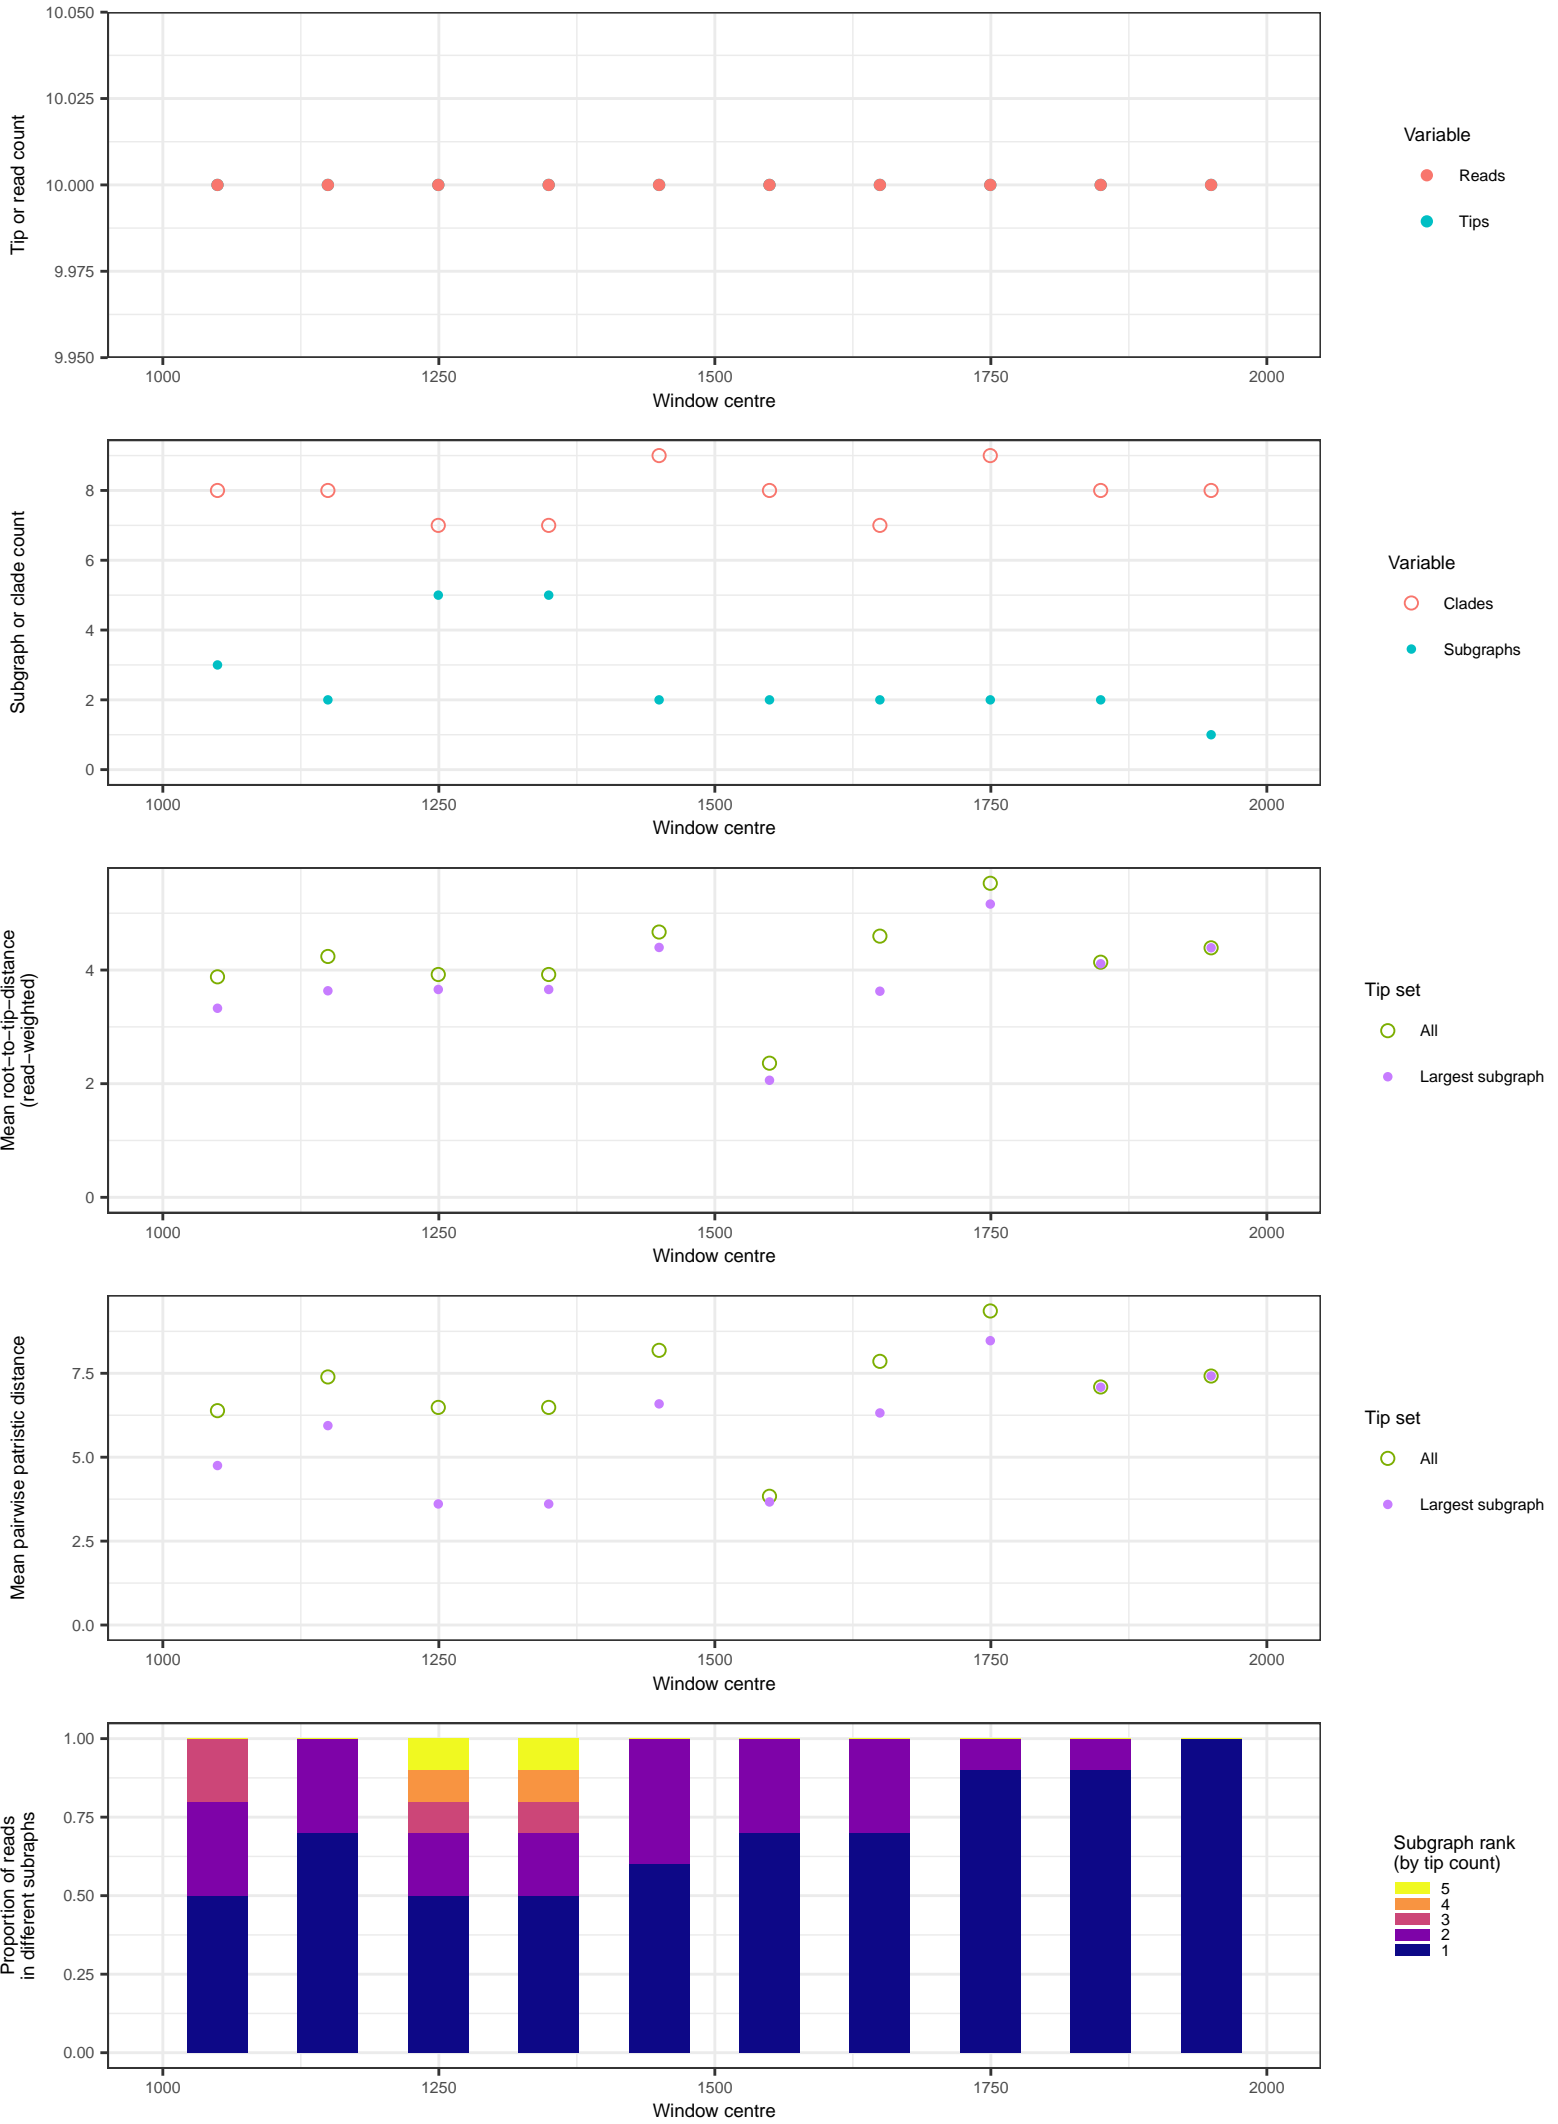 10.050
10.025
10.000
9.975
9.950
Tip or read count
1000 1250 1500 1750 2000
Window centre
Variable
Reads
Tips
8
6
4
2
0
Subgraph or clade count
1000 1250 1500 1750 2000
Window centre
Variable
Clades
Subgraphs
4
2
0
Mean root−to−tip−distance
(read−weighted)
1000 1250 1500 1750 2000
Window centre
Tip set
All
Largest subgraph
7.5
5.0
2.5
0.0
Mean pairwise patristic distance
1000 1250 1500 1750 2000
Window centre
Tip set
All
Largest subgraph
1.00
0.75
0.50
0.25
0.00
Proportion of reads
in different subraphs
1000 1250 1500 1750 2000
Window centre
Subgraph rank
(by tip count)
5
4
3
2
1